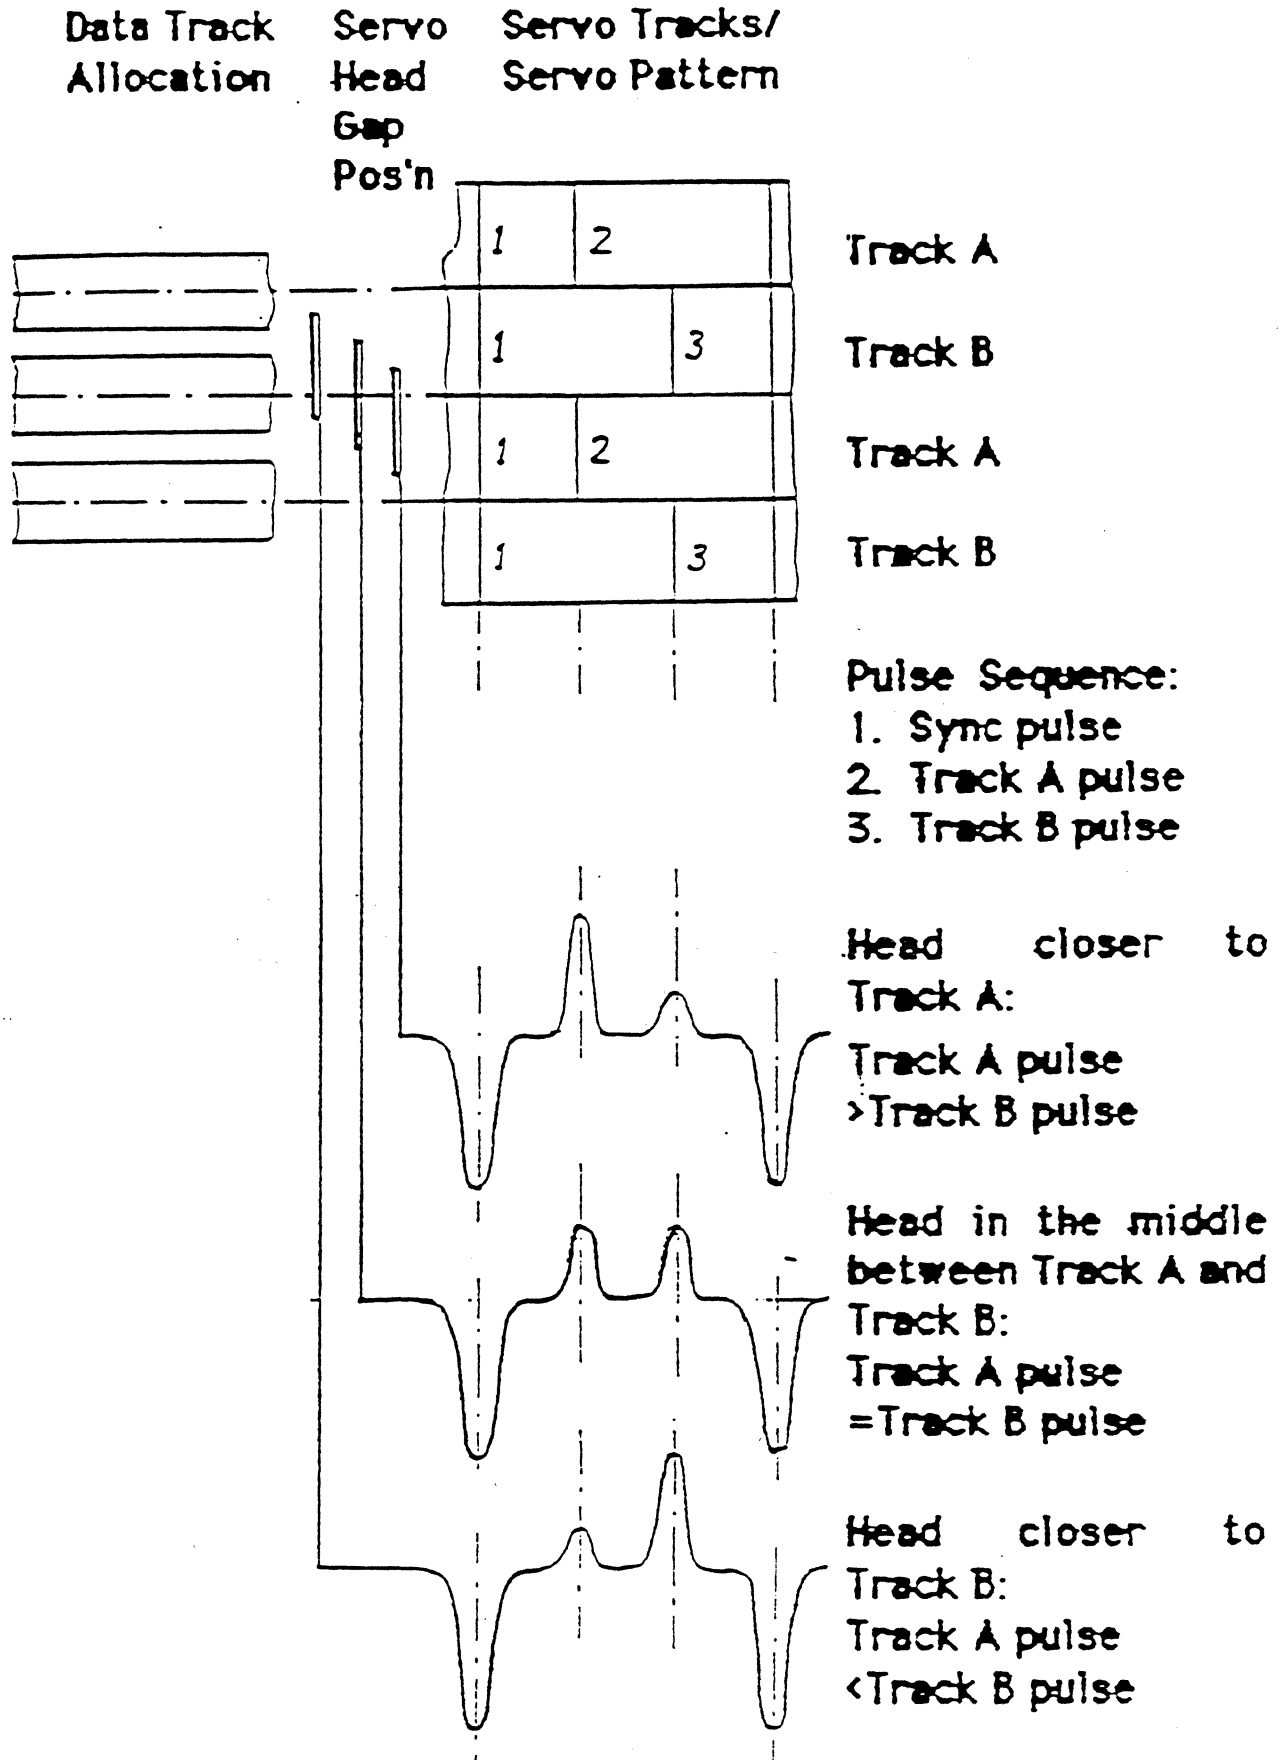 Data Track
Allocation
Servo
Head
Gap
Pos'n
Servo Tracks/
Servo Pattern
1 2
Track A
1 3
Track B
1 2
Track A
1 3
Track B
Pulse Sequence:
1. Sync pulse
2. Track A pulse
3. Track B pulse
Head closer to
Track A:
Track A pulse
>Track B pulse
Head in the middle
between Track A and
Track B:
Track A pulse
=Track B pulse
Head closer to
Track B:
Track A pulse
<Track B pulse